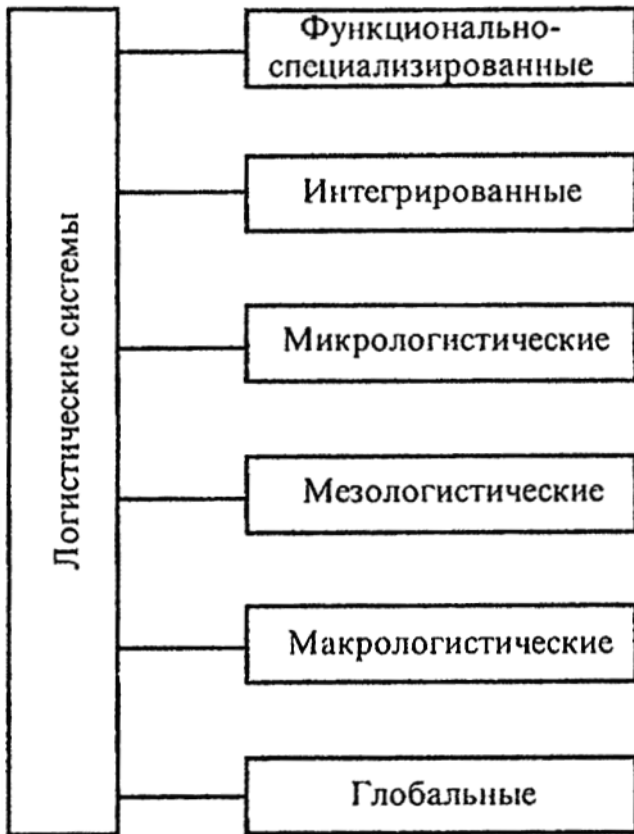 Логистические системы
Функционально-
специализированные
Интегрированные
Микрологистические
Мезологистические
Макрологистические
Глобальные